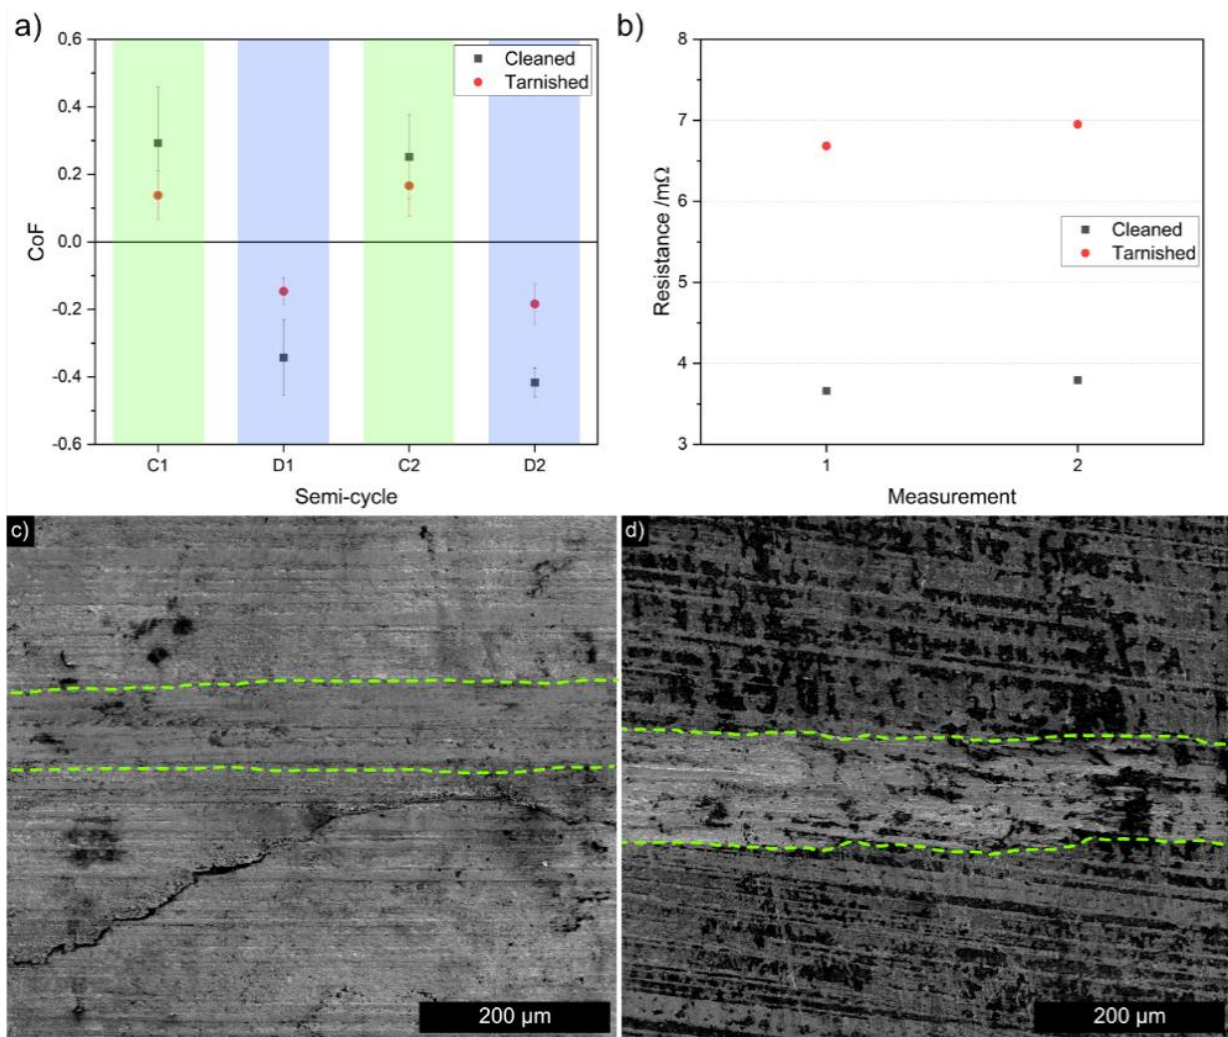 a)
0.6
0.4
0.2
0.0
-0.2
-0.4
-0.6
CoF
Cleaned
Tarnished
C1
D1
C2
D2
Semi-cycle
b)
8
7
6
5
4
3
Resistance /mΩ
Cleaned
Tarnished
1
2
Measurement
c)
200 µm
d)
200 µm